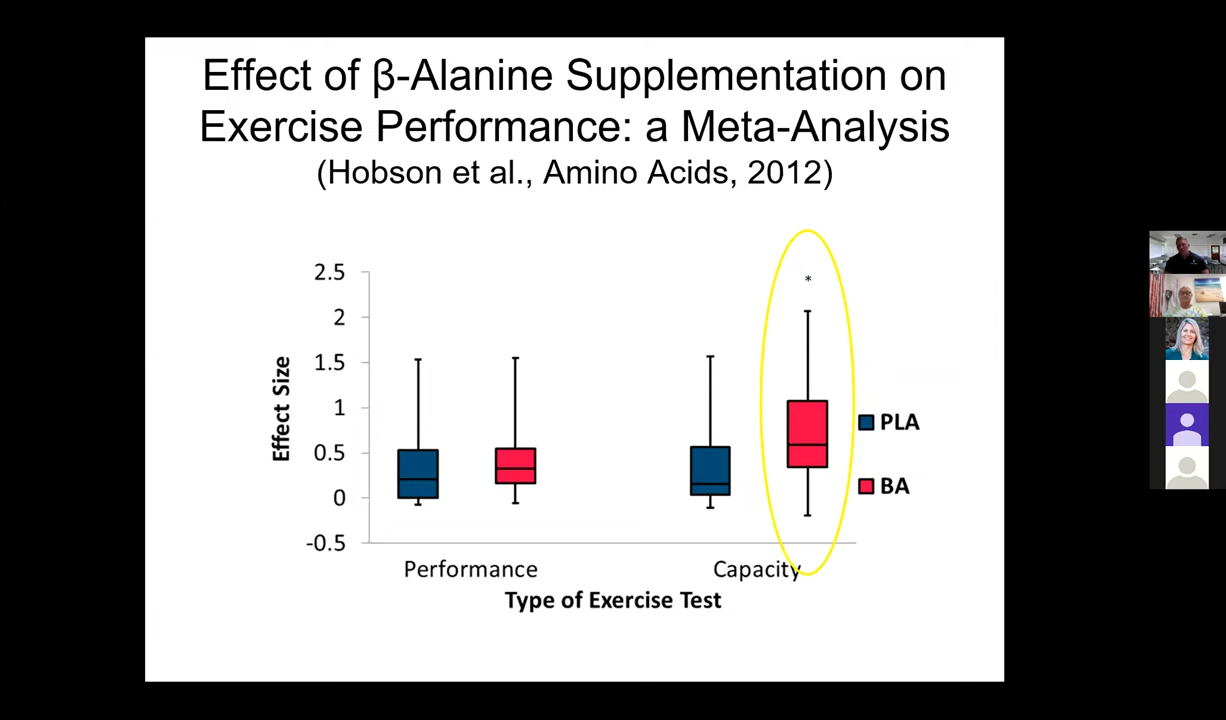 Effect of β-Alanine Supplementation on
Exercise Performance: a Meta-Analysis
(Hobson et al., Amino Acids, 2012)
2.5
2
1.5
1
0.5
0
-0.5
Effect Size
*
PLA
BA
Performance
Capacity
Type of Exercise Test